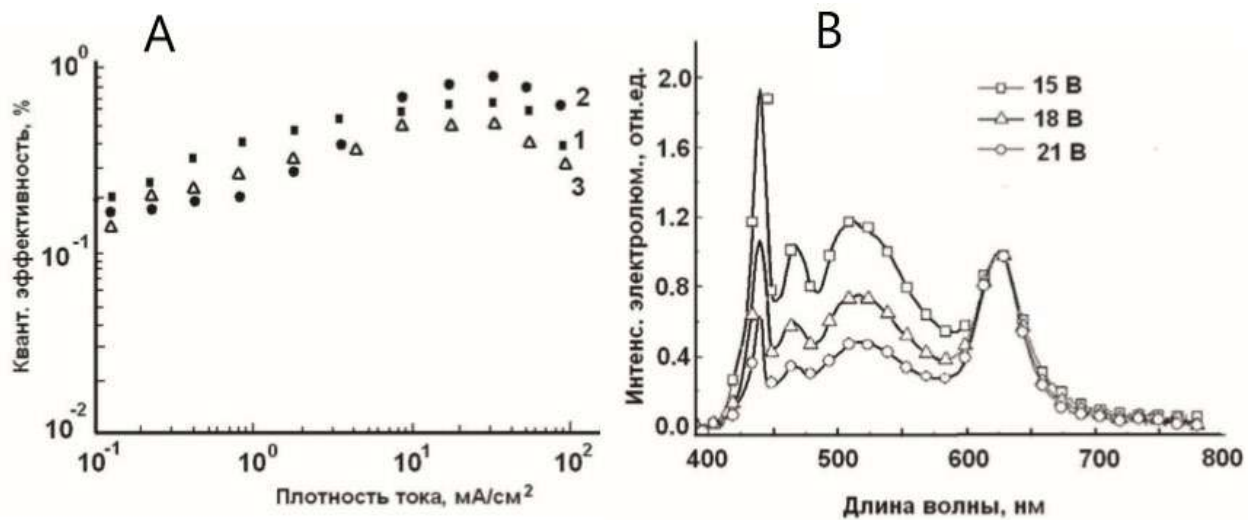 A
Квант. эффективность, %
10⁰
10⁻¹
10⁻²
2
1
3
10⁻¹
10⁰
10¹
10²
Плотность тока, мА/см²
B
Интенс. электролюм., отн.ед.
2.0
1.6
1.2
0.8
0.4
0.0
15 В
18 В
21 В
400
500
600
700
800
Длина волны, нм